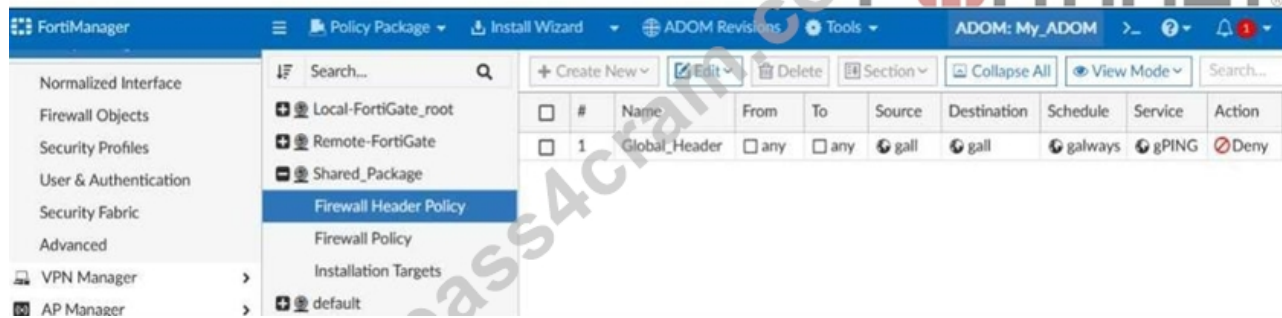 FortiManager Policy Package Install Wizard ADOM Revisions Tools ADOM: My_ADOM >_ ? 1
Normalized Interface
Firewall Objects
Security Profiles
User & Authentication
Security Fabric
Advanced
VPN Manager >
AP Manager >
Search...
Local-FortiGate_root
Remote-FortiGate
Shared_Package
Firewall Header Policy
Firewall Policy
Installation Targets
default
+ Create New Edit Delete Section Collapse All View Mode Search...
# Name From To Source Destination Schedule Service Action
1 Global_Header any any gall gall galways gPING Deny
pass4cram.com